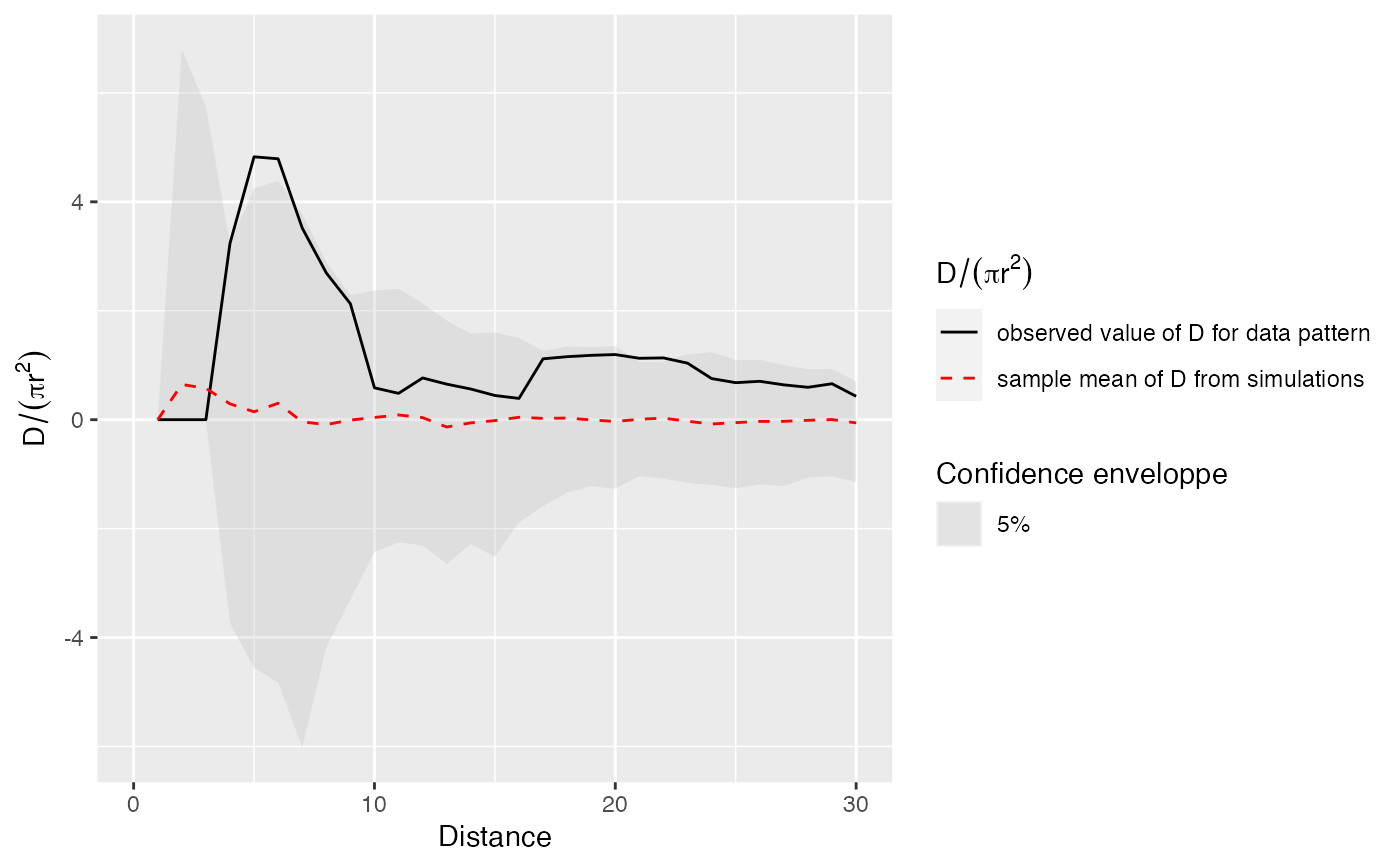 D/(πr²)
4
0
-4
0
10
20
30
Distance
D/(πr²)
observed value of D for data pattern
sample mean of D from simulations
Confidence enveloppe
5%